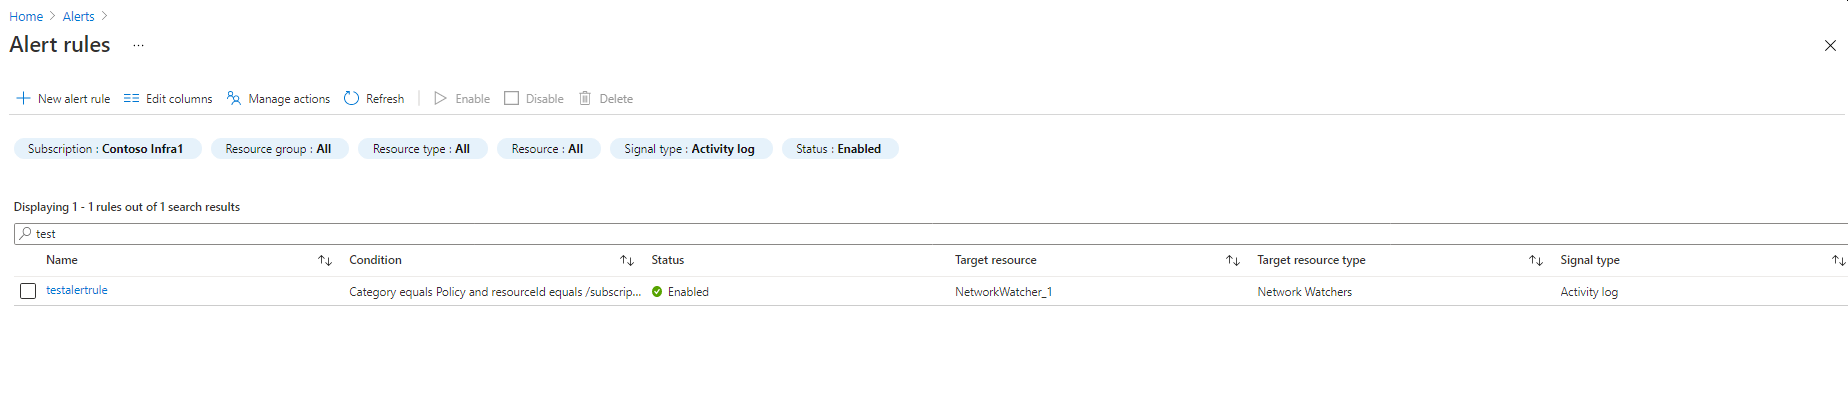 Home > Alerts >
Alert rules ...
New alert rule Edit columns Manage actions Refresh Enable Disable Delete
Subscription : Contoso Infra1 Resource group : All Resource type : All Resource : All Signal type : Activity log Status : Enabled
Displaying 1 - 1 rules out of 1 search results
test
Name Condition Status Target resource Target resource type Signal type
testalertrule Category equals Policy and resourceId equals /subscrip... Enabled NetworkWatcher_1 Network Watchers Activity log